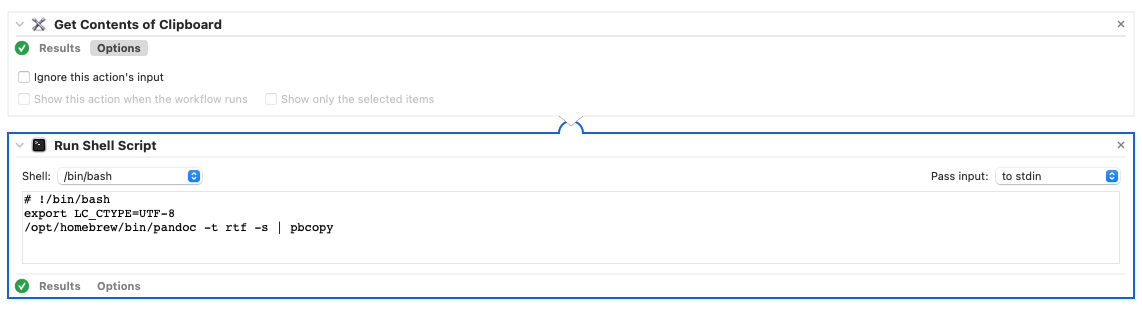 Get Contents of Clipboard
Results Options
Ignore this action's input
Show this action when the workflow runs Show only the selected items
Run Shell Script
Shell: /bin/bash Pass input: to stdin
# !/bin/bash
export LC_CTYPE=UTF-8
/opt/homebrew/bin/pandoc -t rtf -s | pbcopy
Results Options